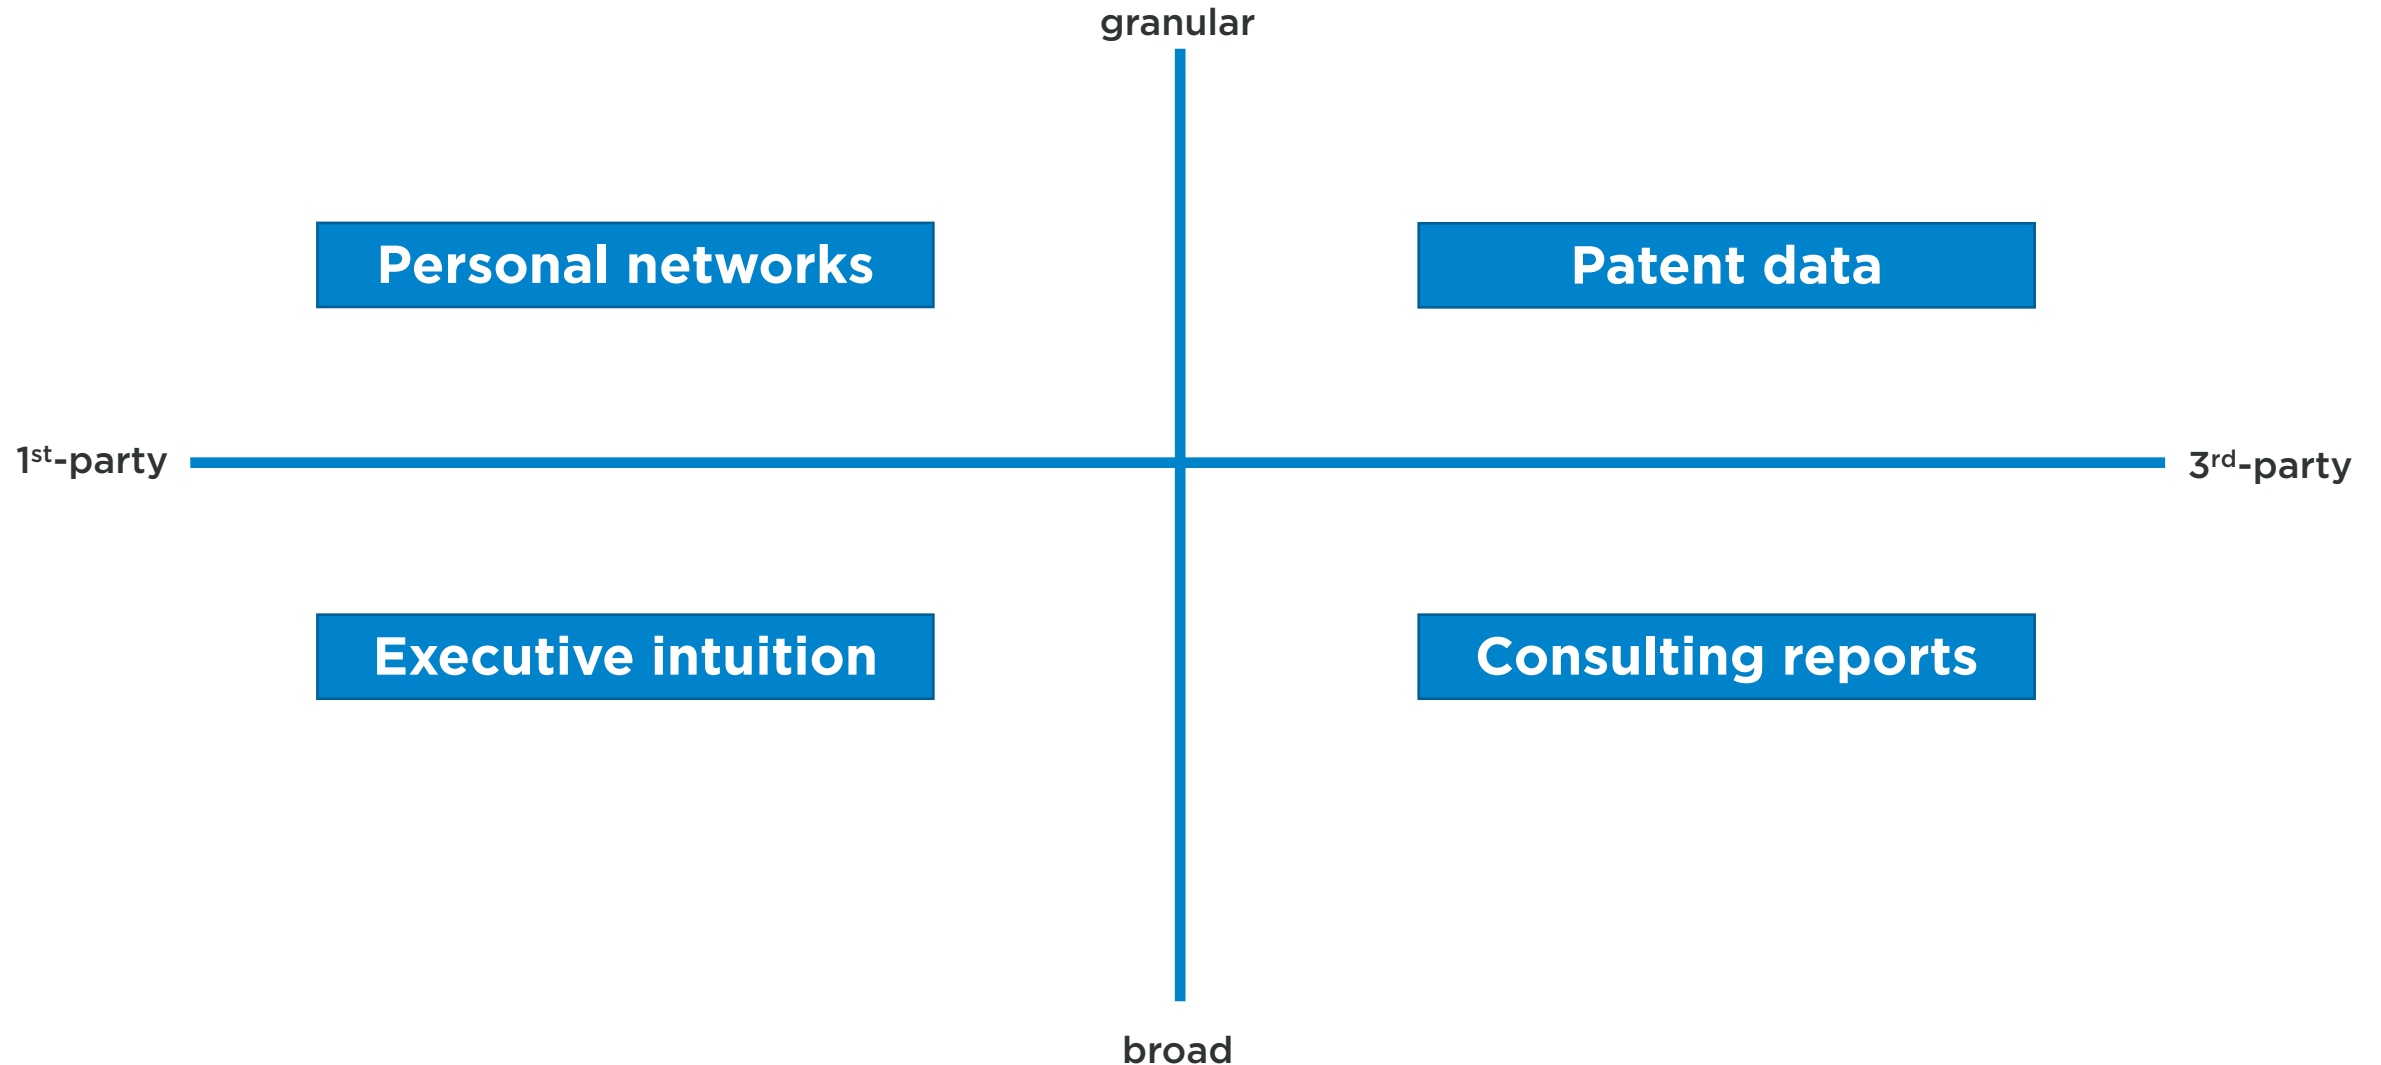 granular
Personal networks
Patent data
1st-party
3rd-party
Executive intuition
Consulting reports
broad